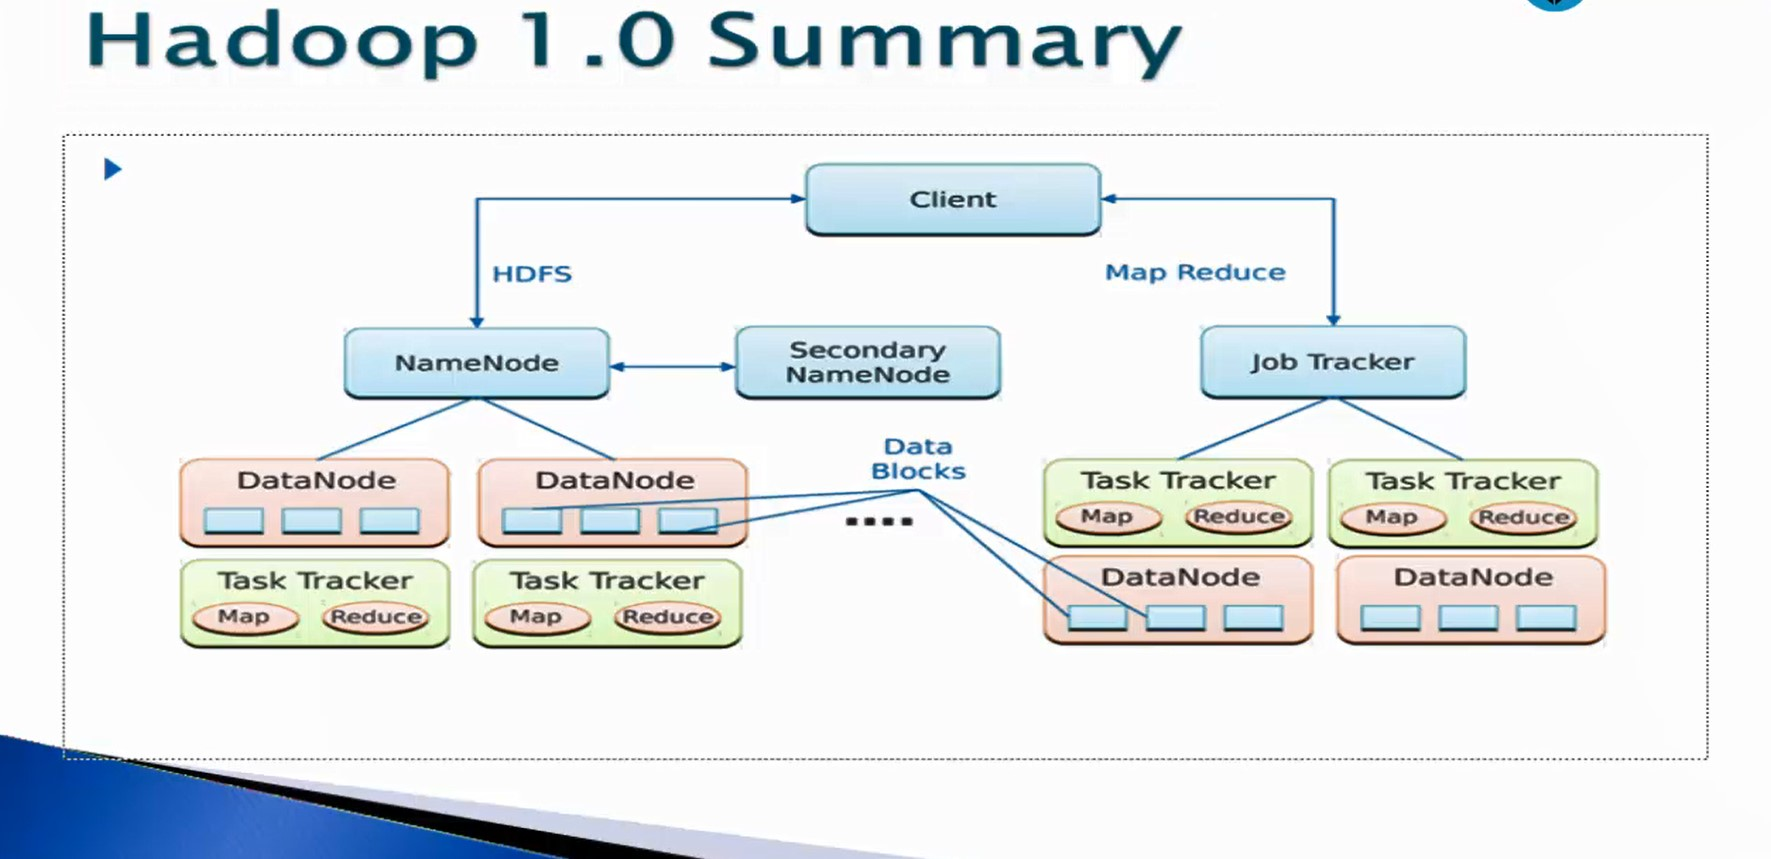 Hadoop 1.0 Summary
Client
HDFS
Map Reduce
NameNode
Secondary
NameNode
Job Tracker
Data
Blocks
DataNode
DataNode
Task Tracker
Map
Reduce
Task Tracker
Map
Reduce
Task Tracker
Map
Reduce
Task Tracker
Map
Reduce
DataNode
DataNode